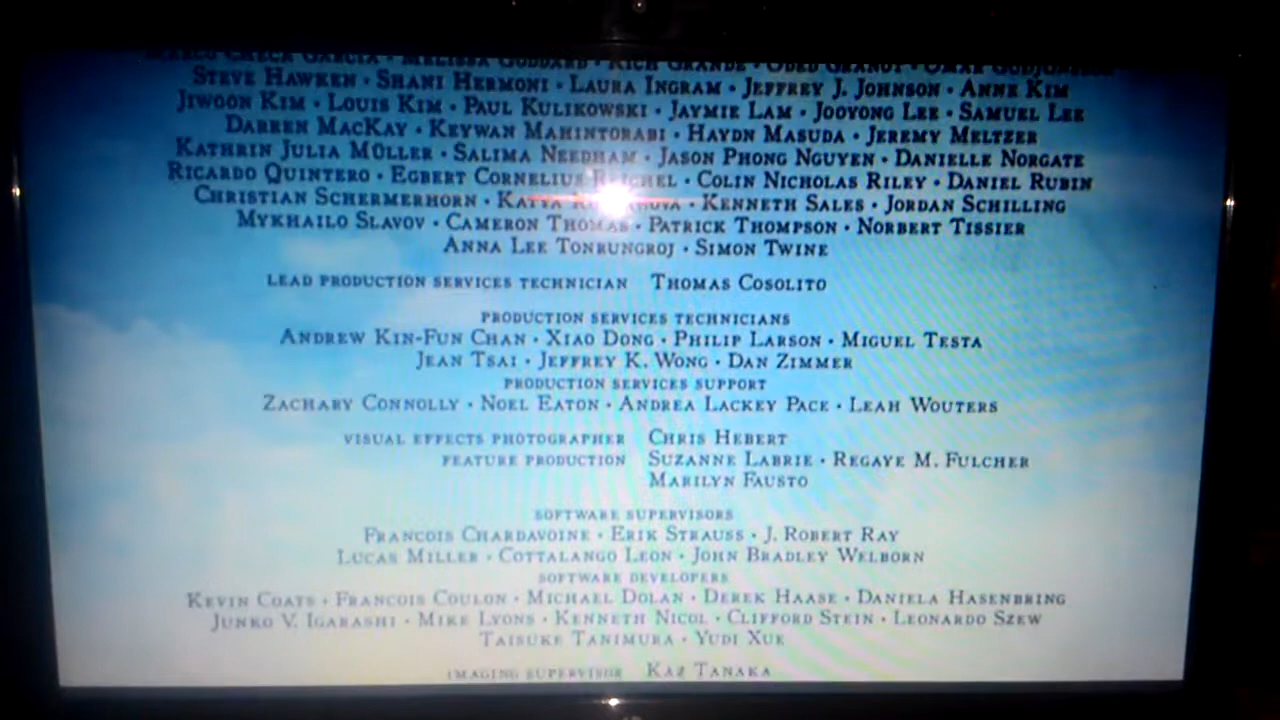 Steve Hawken · Shani Hermoni · Laura Ingram · Jeffrey J. Johnson · Anne Kim
Jiwoon Kim · Louis Kim · Paul Kulikowski · Jaymie Lam · Jooyong Lee · Samuel Lee
Darren MacKay · Keywan Mahintorabi · Haydn Masuda · Jeremy Meltzer
Kathrin Julia Müller · Salima Needham · Jason Phong Nguyen · Danielle Norgate
Ricardo Quintero · Egbert Cornelius Reichel · Colin Nicholas Riley · Daniel Rubin
Christian Schermerhorn · Katya · Kenneth Sales · Jordan Schilling
Mykhailo Slavov · Cameron Thomas · Patrick Thompson · Norbert Tissier
Anna Lee Tonrungroj · Simon Twine
LEAD PRODUCTION SERVICES TECHNICIAN Thomas Cosolito
PRODUCTION SERVICES TECHNICIANS
Andrew Kin-Fun Chan · Xiao Dong · Philip Larson · Miguel Testa
Jean Tsai · Jeffrey K. Wong · Dan Zimmer
PRODUCTION SERVICES SUPPORT
Zachary Connolly · Noel Eaton · Andrea Lackey Pace · Leah Wouters
VISUAL EFFECTS PHOTOGRAPHER Chris Hebert
FEATURE PRODUCTION Suzanne Labrie · Regaye M. Fulcher
Marilyn Fausto
SOFTWARE SUPERVISORS
Francois Chardavoine · Erik Strauss · J. Robert Ray
Lucas Miller · Cottalango Leon · John Bradley Welborn
SOFTWARE DEVELOPERS
Kevin Coats · Francois Coulon · Michael Dolan · Derek Haase · Daniela Hasenbring
Junko V. Igarashi · Mike Lyons · Kenneth Nicol · Clifford Stein · Leonardo Szew
Taisuke Tanimura · Yudi Xue
IMAGING SUPERVISOR Kaz Tanaka